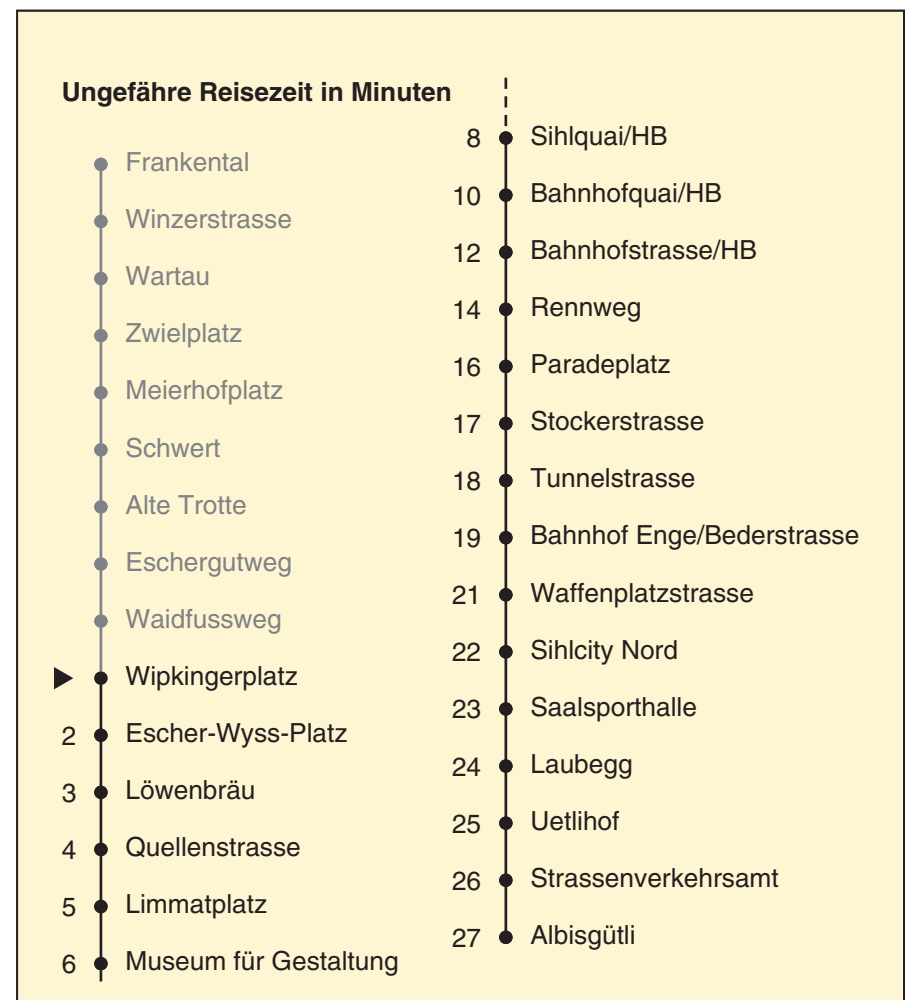 Ungefähre Reisezeit in Minuten
Frankental
Winzerstrasse
Wartau
Zwielplatz
Meierhofplatz
Schwert
Alte Trotte
Eschergutweg
Waidfussweg
Wipkingerplatz
2 Escher-Wyss-Platz
3 Löwenbräu
4 Quellenstrasse
5 Limmatplatz
6 Museum für Gestaltung
8 Sihlquai/HB
10 Bahnhofquai/HB
12 Bahnhofstrasse/HB
14 Rennweg
16 Paradeplatz
17 Stockerstrasse
18 Tunnelstrasse
19 Bahnhof Enge/Bederstrasse
21 Waffenplatzstrasse
22 Sihlcity Nord
23 Saalsporthalle
24 Laubegg
25 Uetlihof
26 Strassenverkehrsamt
27 Albisgütli